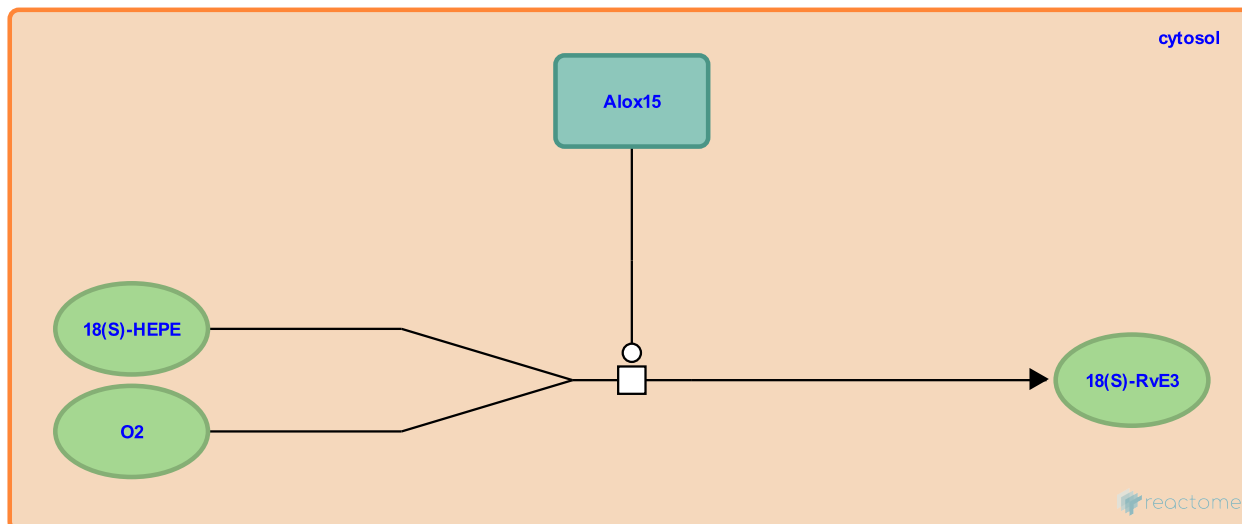 cytosol
Alox15
18(S)-HEPE
O2
18(S)-RvE3
reactome